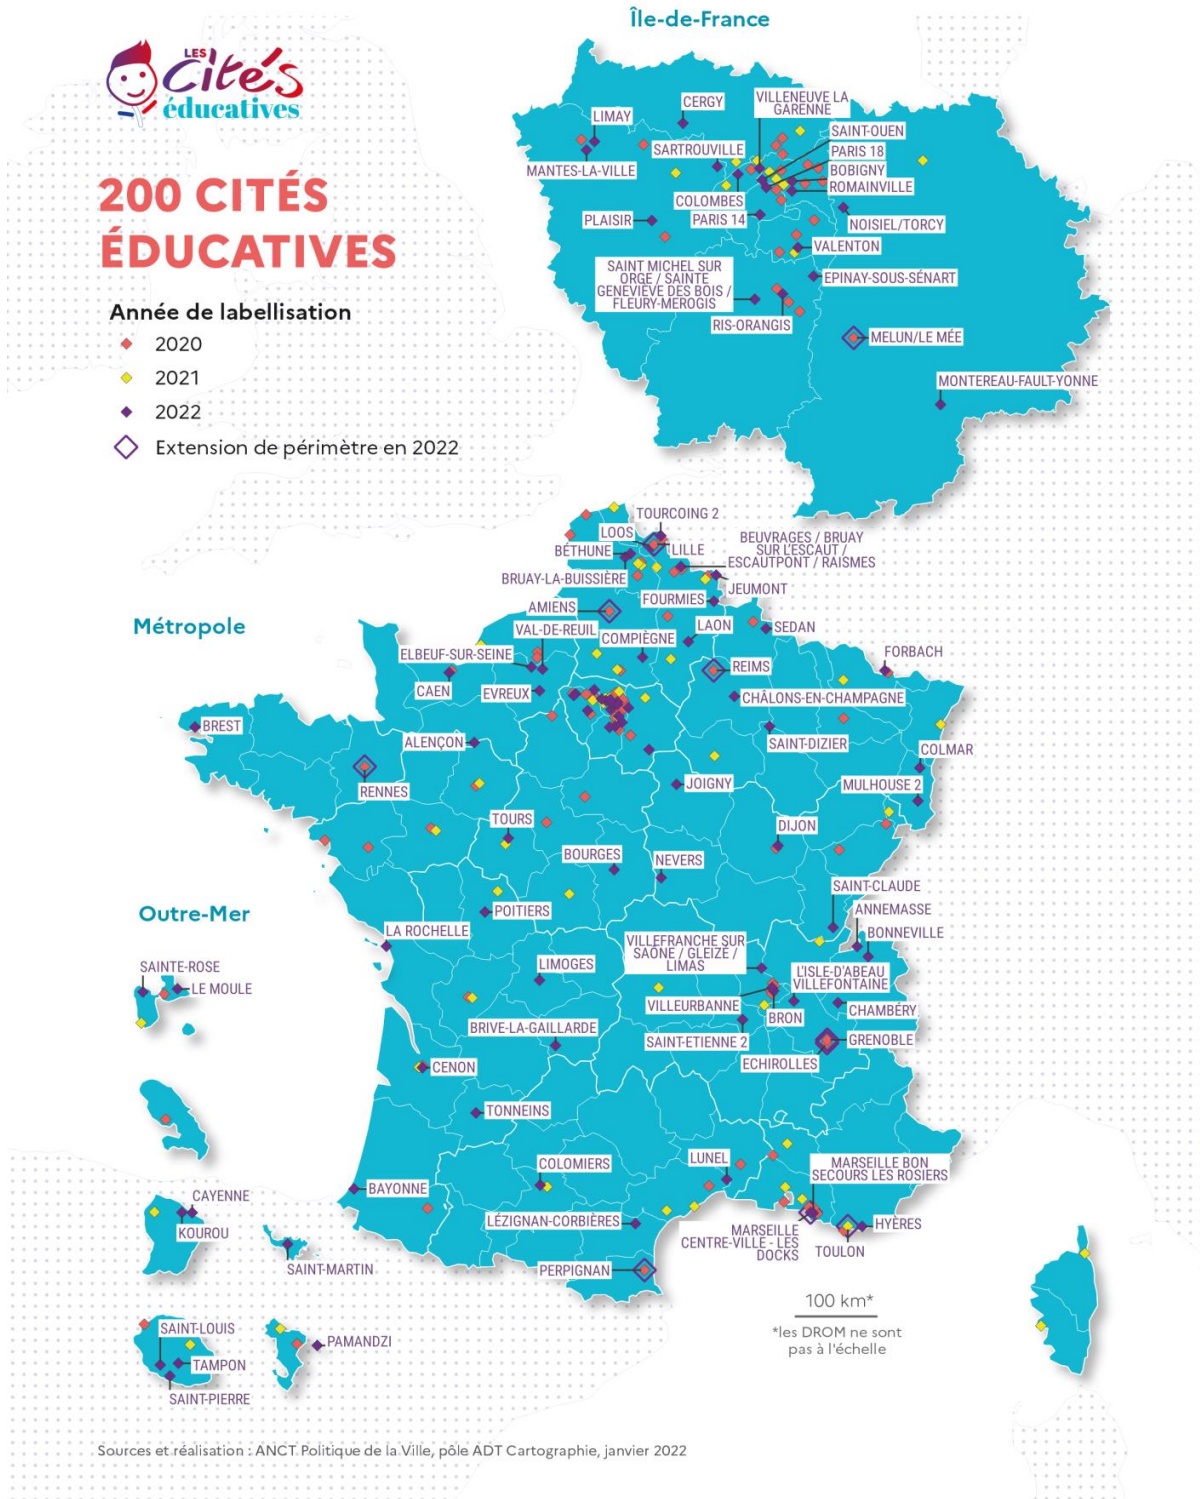 Île-de-France
LES
Cités
éducatives
200 CITÉS
ÉDUCATIVES
Année de labellisation
2020
2021
2022
Extension de périmètre en 2022
CERGY
VILLENEUVE LA
GARENNE
LIMAY
SAINT-OUEN
SARTROUVILLE
PARIS 18
MANTES-LA-VILLE
BOBIGNY
ROMAINVILLE
COLOMBES
PLAISIR
PARIS 14
NOISIEL/TORCY
VALENTON
SAINT MICHEL SUR
ORGE / SAINTE
GENEVIÈVE DES BOIS /
FLEURY-MEROGIS
EPINAY-SOUS-SÉNART
RIS-ORANGIS
MELUN/LE MÉE
MONTEREAU-FAULT-YONNE
Métropole
TOURCOING 2
LOOS
LILLE
BEUVRAGES / BRUAY
SUR L'ESCAUT /
ESCAUTPONT / RAISMES
BÉTHUNE
BRUAY-LA-BUISSIÈRE
JEUMONT
AMIENS
FOURMIES
VAL-DE-REUIL
COMPIÈGNE
LAON
SEDAN
ELBEUF-SUR-SEINE
FORBACH
REIMS
CAEN
EVREUX
CHÂLONS-EN-CHAMPAGNE
BREST
ALENÇON
SAINT-DIZIER
COLMAR
RENNES
JOIGNY
MULHOUSE 2
TOURS
DIJON
BOURGES
NEVERS
SAINT-CLAUDE
POITIERS
ANNEMASSE
LA ROCHELLE
BONNEVILLE
VILLEFRANCHE SUR
SAÔNE / GLEIZÉ /
LIMAS
LIMOGES
L'ISLE-D'ABEAU
VILLEFONTAINE
VILLEURBANNE
CHAMBÉRY
BRON
BRIVE-LA-GAILLARDE
SAINT-ETIENNE 2
GRENOBLE
ECHIROLLES
CENON
TONNEINS
COLOMIERS
LUNEL
MARSEILLE BON
SECOURS LES ROSIERS
BAYONNE
LÉZIGNAN-CORBIÈRES
MARSEILLE
CENTRE-VILLE - LES
DOCKS
HYÈRES
TOULON
PERPIGNAN
Outre-Mer
SAINTE-ROSE
LE MOULE
CAYENNE
KOUROU
SAINT-MARTIN
SAINT-LOUIS
TAMPON
SAINT-PIERRE
PAMANDZI
100 km*
*les DROM ne sont
pas à l'échelle
Sources et réalisation : ANCT Politique de la Ville, pôle ADT Cartographie, janvier 2022